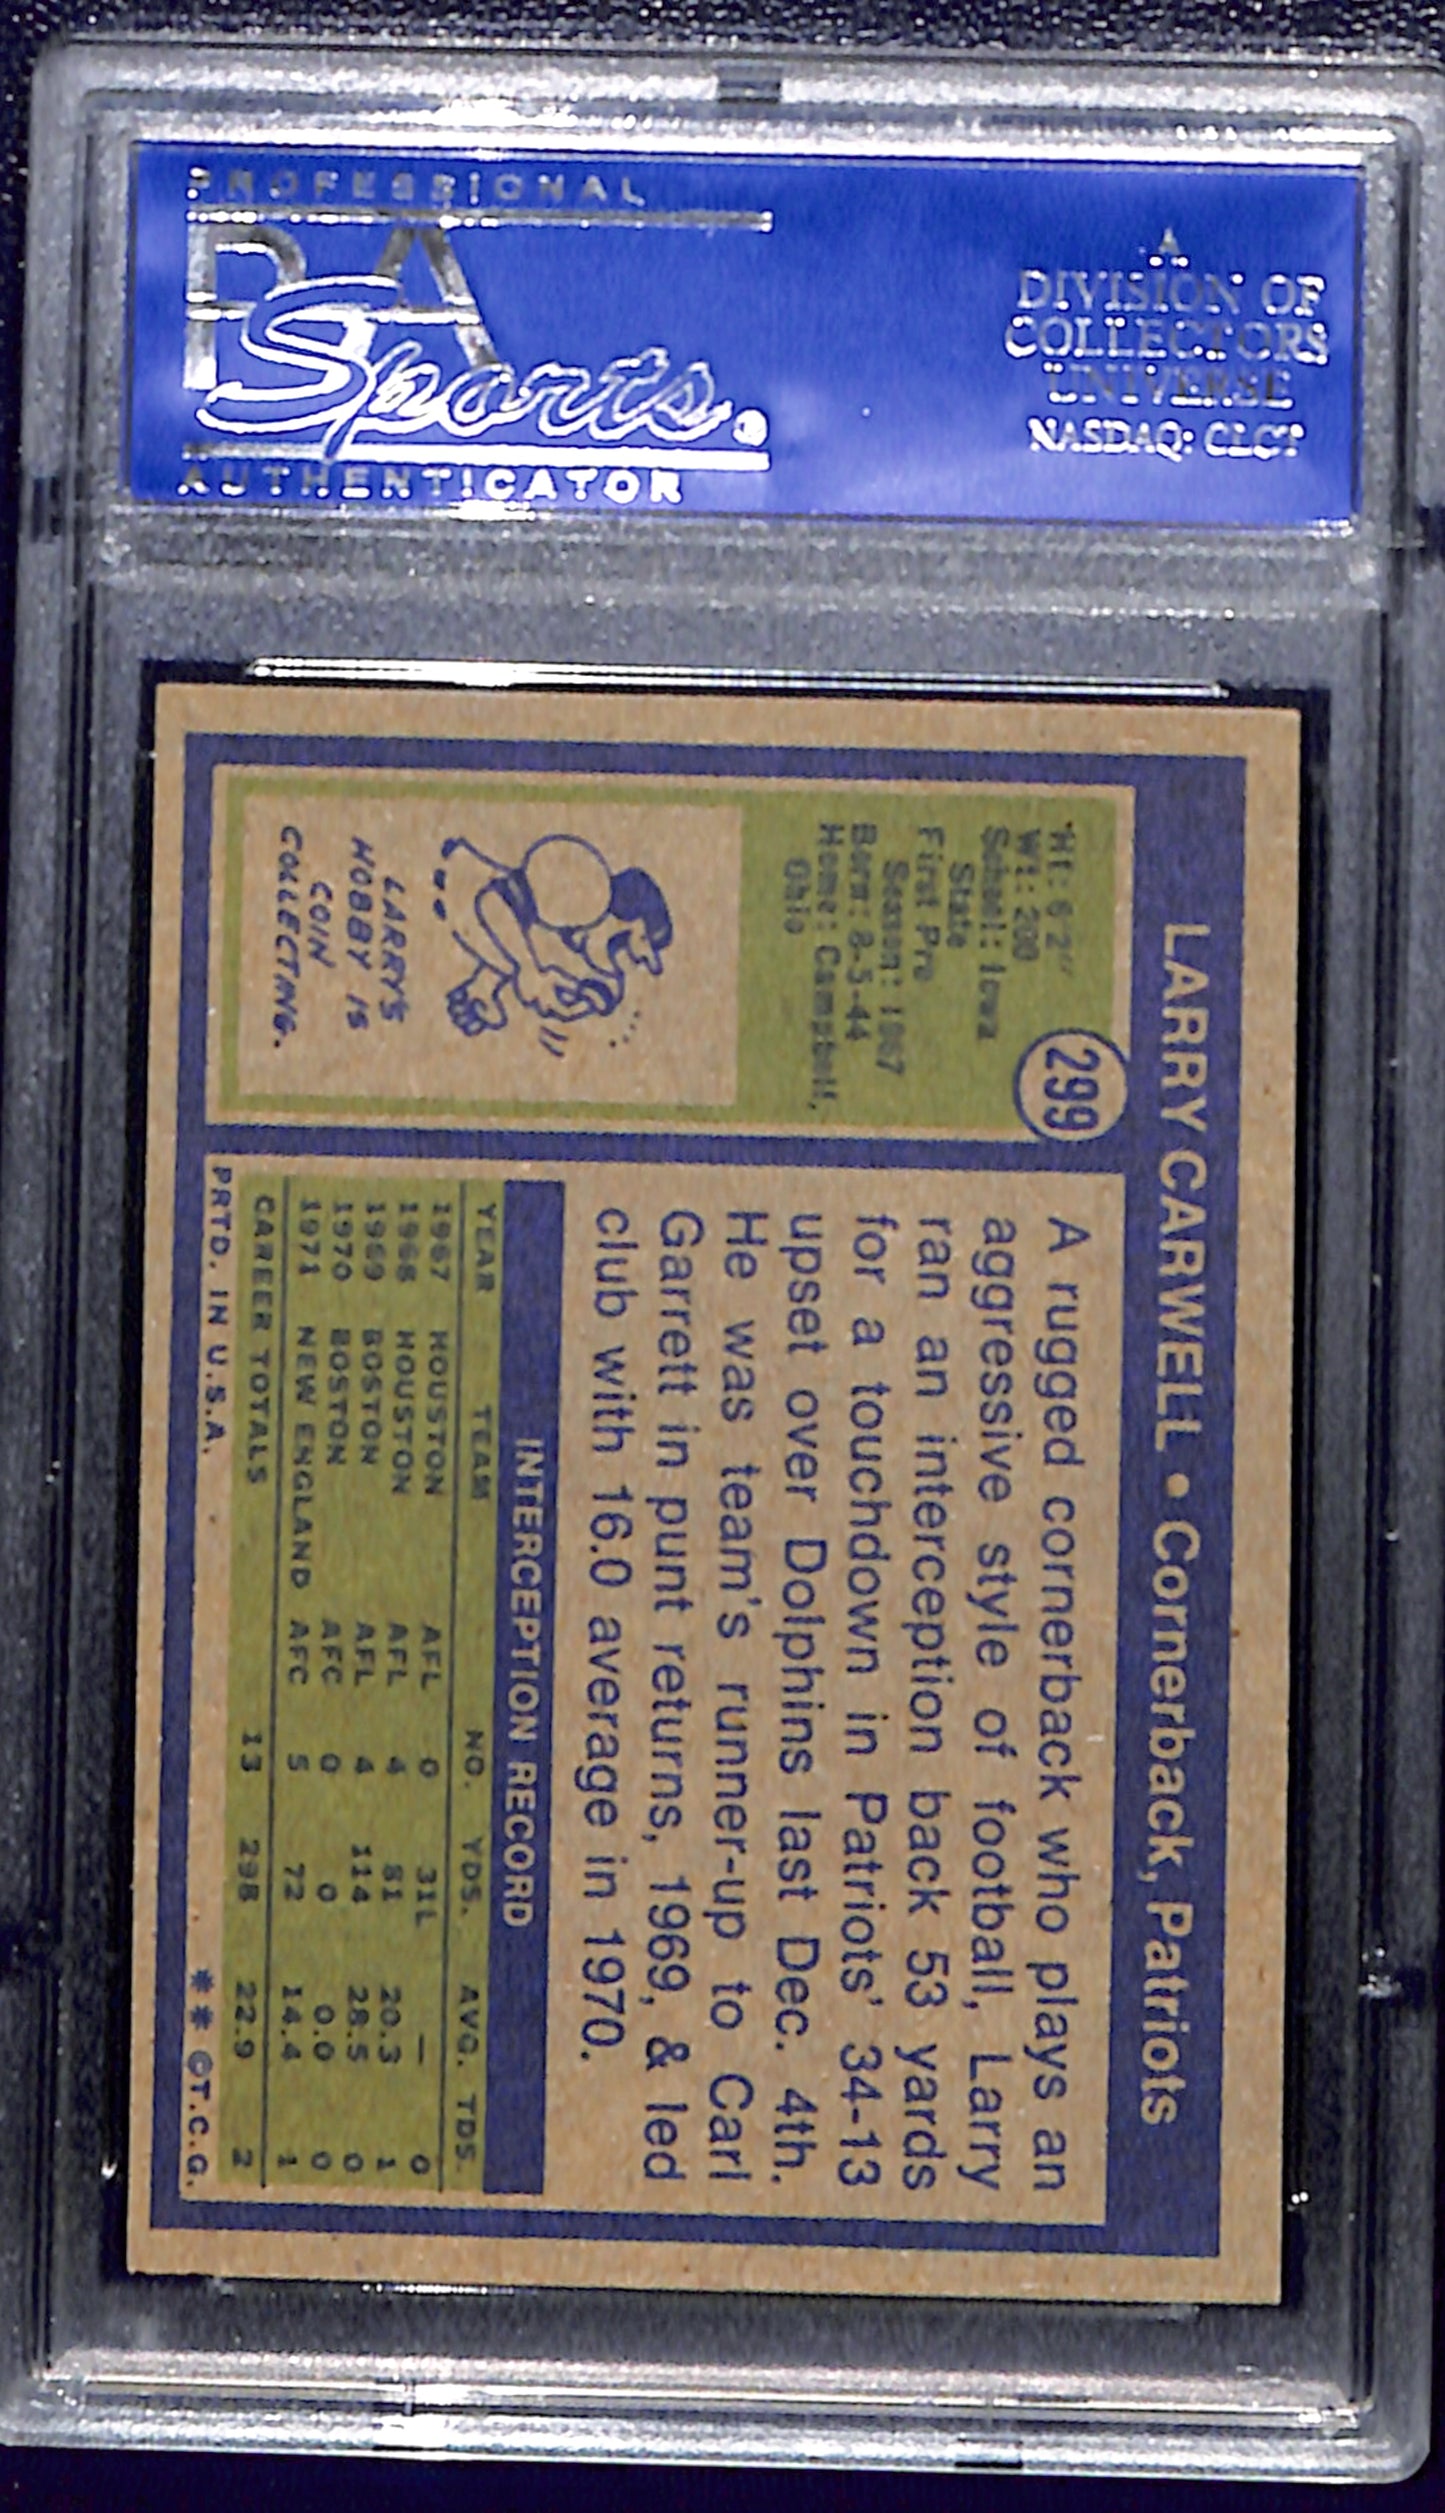 PROFESSIONAL
PSA
Sports®
AUTHENTICATOR
A
DIVISION OF
COLLECTORS
UNIVERSE
NASDAQ: CLCT
LARRY CARWELL • Cornerback, Patriots
299
Ht: 6'2"
Wt: 200
School: Iowa
State
First Pro
Season: 1967
Born: 8-5-44
Home: Campbell,
Ohio
LARRY'S
HOBBY IS
COIN
COLLECTING.
A rugged cornerback who plays an
aggressive style of football, Larry
ran an interception back 53 yards
for a touchdown in Patriots' 34-13
upset over Dolphins last Dec. 4th.
He was team's runner-up to Carl
Garrett in punt returns, 1969, & led
club with 16.0 average in 1970.
INTERCEPTION RECORD
YEAR TEAM NO. YDS. AVG. TDS.
1967 HOUSTON AFL 0 31L — 0
1968 HOUSTON AFL 4 81 20.3 1
1969 BOSTON AFL 4 114 28.5 0
1970 BOSTON AFC 0 0 0.0 0
1971 NEW ENGLAND AFC 5 72 14.4 1
CAREER TOTALS 13 298 22.9 2
PRTD. IN U.S.A. ** ©T.C.G.